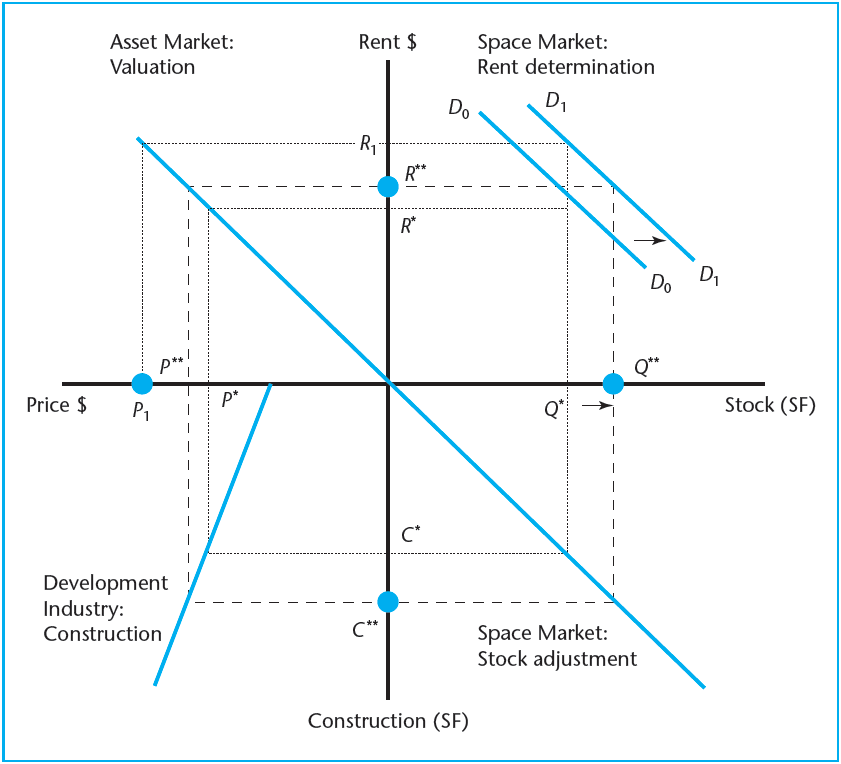 Asset Market:
Valuation
Rent $
Space Market:
Rent determination
D0
D1
R1
R**
R*
D0
D1
P**
Q**
Price $
P1
P*
Q*
Stock (SF)
C*
Development
Industry:
Construction
C**
Space Market:
Stock adjustment
Construction (SF)